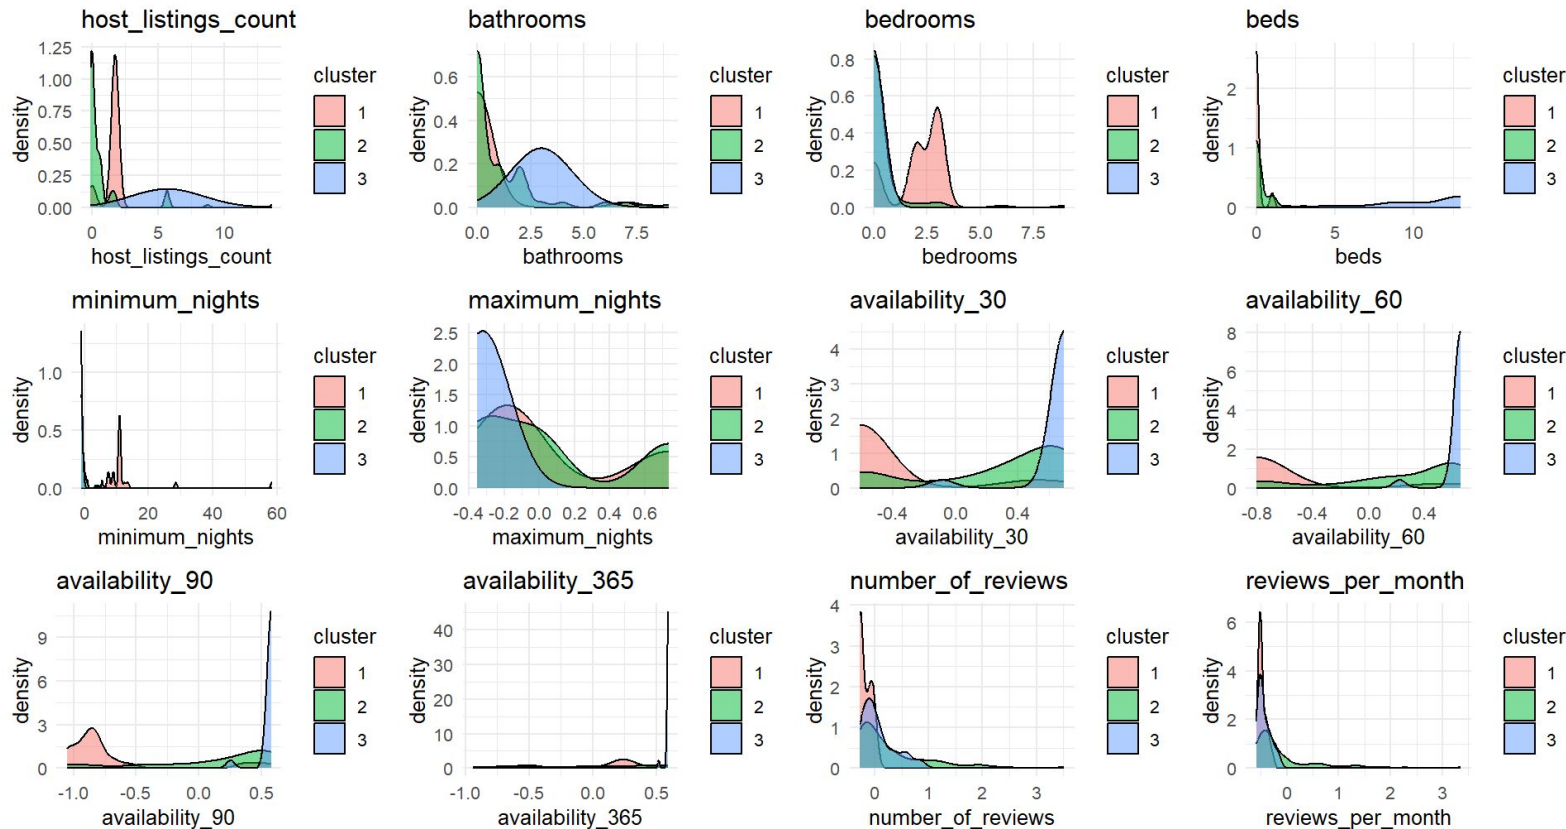 host_listings_count
1.25
1.00
0.75
0.50
0.25
0.00
density
0 5 10
host_listings_count
cluster
1
2
3
bathrooms
0.6
0.4
0.2
0.0
density
0.0 2.5 5.0 7.5
bathrooms
cluster
1
2
3
bedrooms
0.8
0.6
0.4
0.2
0.0
density
0.0 2.5 5.0 7.5
bedrooms
cluster
1
2
3
beds
2
1
0
density
0 5 10
beds
cluster
1
2
3
minimum_nights
1.0
0.5
0.0
density
0 20 40 60
minimum_nights
cluster
1
2
3
maximum_nights
2.5
2.0
1.5
1.0
0.5
0.0
density
-0.4 -0.2 0.0 0.2 0.4 0.6
maximum_nights
cluster
1
2
3
availability_30
4
3
2
1
0
density
-0.4 0.0 0.4
availability_30
cluster
1
2
3
availability_60
8
6
4
2
0
density
-0.8 -0.4 0.0 0.4
availability_60
cluster
1
2
3
availability_90
9
6
3
0
density
-1.0 -0.5 0.0 0.5
availability_90
cluster
1
2
3
availability_365
40
30
20
10
0
density
-1.0 -0.5 0.0 0.5
availability_365
cluster
1
2
3
number_of_reviews
4
3
2
1
0
density
0 1 2 3
number_of_reviews
cluster
1
2
3
reviews_per_month
6
4
2
0
density
0 1 2 3
reviews_per_month
cluster
1
2
3